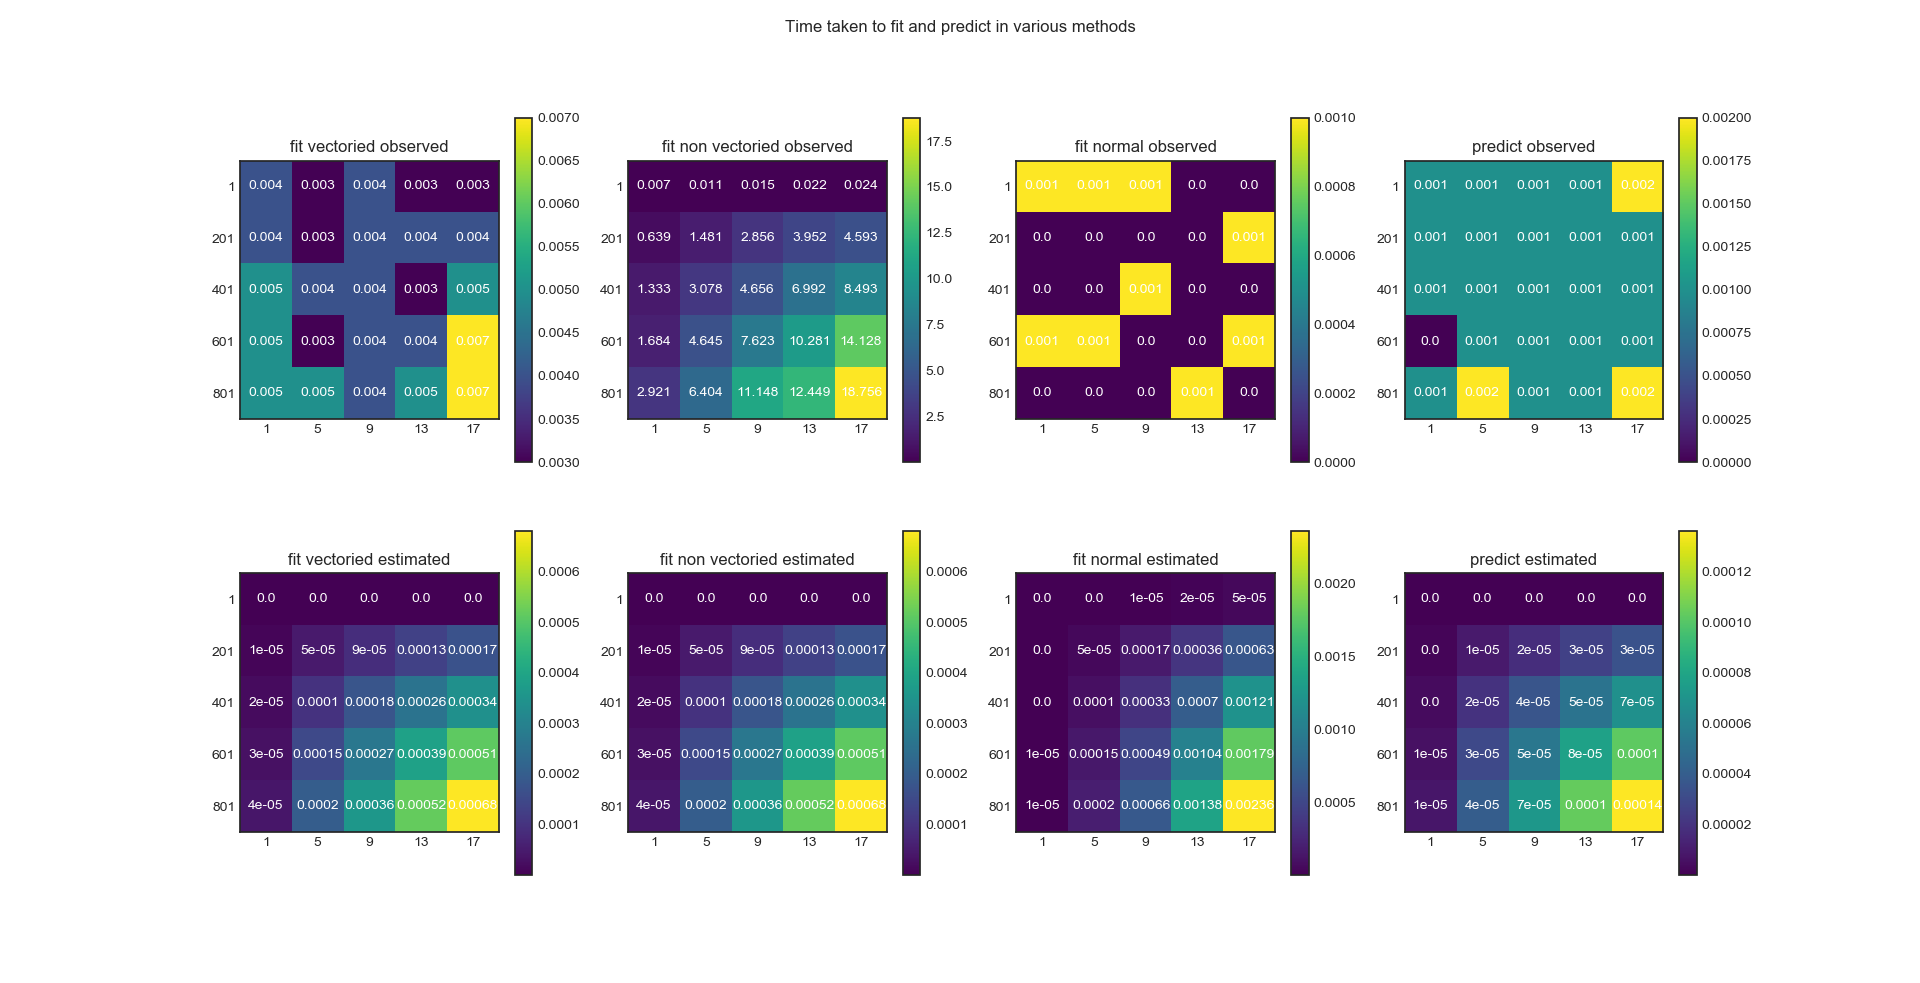 Time taken to fit and predict in various methods
fit vectoried observed
1 0.004 0.003 0.004 0.003 0.003
201 0.004 0.003 0.004 0.004 0.004
401 0.005 0.004 0.004 0.003 0.005
601 0.005 0.003 0.004 0.004 0.007
801 0.005 0.005 0.004 0.005 0.007
1 5 9 13 17
0.0070
0.0065
0.0060
0.0055
0.0050
0.0045
0.0040
0.0035
0.0030
fit non vectoried observed
1 0.007 0.011 0.015 0.022 0.024
201 0.639 1.481 2.856 3.952 4.593
401 1.333 3.078 4.656 6.992 8.493
601 1.684 4.645 7.623 10.281 14.128
801 2.921 6.404 11.148 12.449 18.756
1 5 9 13 17
17.5
15.0
12.5
10.0
7.5
5.0
2.5
fit normal observed
1 0.001 0.001 0.001 0.0 0.0
201 0.0 0.0 0.0 0.0 0.001
401 0.0 0.0 0.001 0.0 0.0
601 0.001 0.001 0.0 0.0 0.001
801 0.0 0.0 0.0 0.001 0.0
1 5 9 13 17
0.0010
0.0008
0.0006
0.0004
0.0002
0.0000
predict observed
1 0.001 0.001 0.001 0.001 0.002
201 0.001 0.001 0.001 0.001 0.001
401 0.001 0.001 0.001 0.001 0.001
601 0.0 0.001 0.001 0.001 0.001
801 0.001 0.002 0.001 0.001 0.002
1 5 9 13 17
0.00200
0.00175
0.00150
0.00125
0.00100
0.00075
0.00050
0.00025
0.00000
fit vectoried estimated
1 0.0 0.0 0.0 0.0 0.0
201 1e-05 5e-05 9e-05 0.00013 0.00017
401 2e-05 0.0001 0.00018 0.00026 0.00034
601 3e-05 0.00015 0.00027 0.00039 0.00051
801 4e-05 0.0002 0.00036 0.00052 0.00068
1 5 9 13 17
0.0006
0.0005
0.0004
0.0003
0.0002
0.0001
fit non vectoried estimated
1 0.0 0.0 0.0 0.0 0.0
201 1e-05 5e-05 9e-05 0.00013 0.00017
401 2e-05 0.0001 0.00018 0.00026 0.00034
601 3e-05 0.00015 0.00027 0.00039 0.00051
801 4e-05 0.0002 0.00036 0.00052 0.00068
1 5 9 13 17
0.0006
0.0005
0.0004
0.0003
0.0002
0.0001
fit normal estimated
1 0.0 0.0 1e-05 2e-05 5e-05
201 0.0 5e-05 0.00017 0.00036 0.00063
401 0.0 0.0001 0.00033 0.0007 0.00121
601 1e-05 0.00015 0.00049 0.00104 0.00179
801 1e-05 0.0002 0.00066 0.00138 0.00236
1 5 9 13 17
0.0020
0.0015
0.0010
0.0005
predict estimated
1 0.0 0.0 0.0 0.0 0.0
201 0.0 1e-05 2e-05 3e-05 3e-05
401 0.0 2e-05 4e-05 5e-05 7e-05
601 1e-05 3e-05 5e-05 8e-05 0.0001
801 1e-05 4e-05 7e-05 0.0001 0.00014
1 5 9 13 17
0.00012
0.00010
0.00008
0.00006
0.00004
0.00002